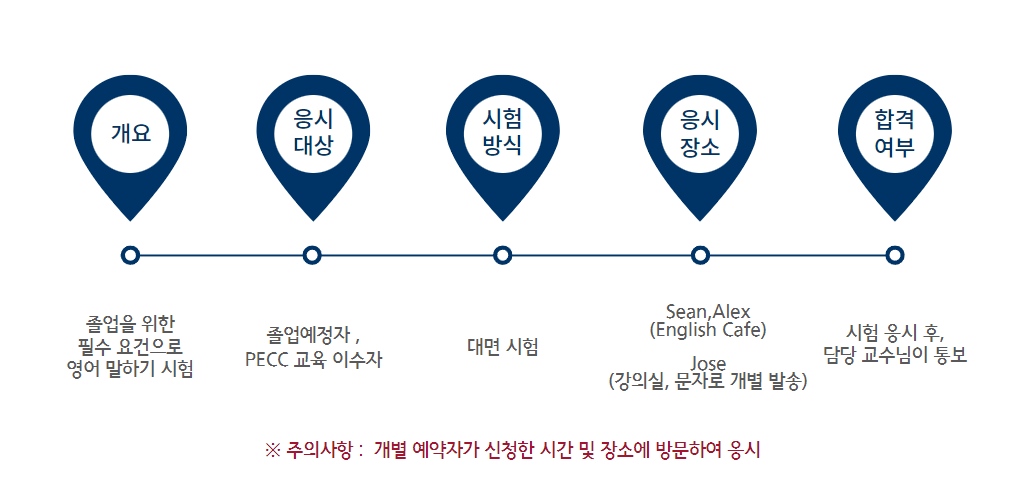 개요
응시
대상
시험
방식
응시
장소
합격
여부
졸업을 위한
필수 요건으로
영어 말하기 시험
졸업예정자 ,
PECC 교육 이수자
대면 시험
Sean,Alex
(English Cafe)
Jose
(강의실, 문자로 개별 발송)
시험 응시 후,
담당 교수님이 통보
※ 주의사항 : 개별 예약자가 신청한 시간 및 장소에 방문하여 응시